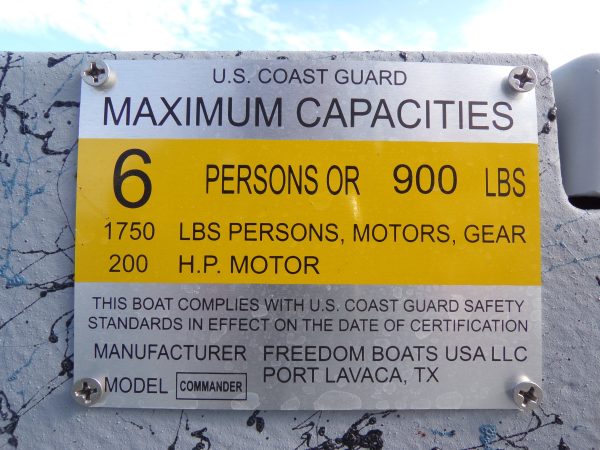 U.S. COAST GUARD
MAXIMUM CAPACITIES
6 PERSONS OR 900 LBS
1750 LBS PERSONS, MOTORS, GEAR
200 H.P. MOTOR
THIS BOAT COMPLIES WITH U.S. COAST GUARD SAFETY
STANDARDS IN EFFECT ON THE DATE OF CERTIFICATION
MANUFACTURER FREEDOM BOATS USA LLC
PORT LAVACA, TX
MODEL COMMANDER